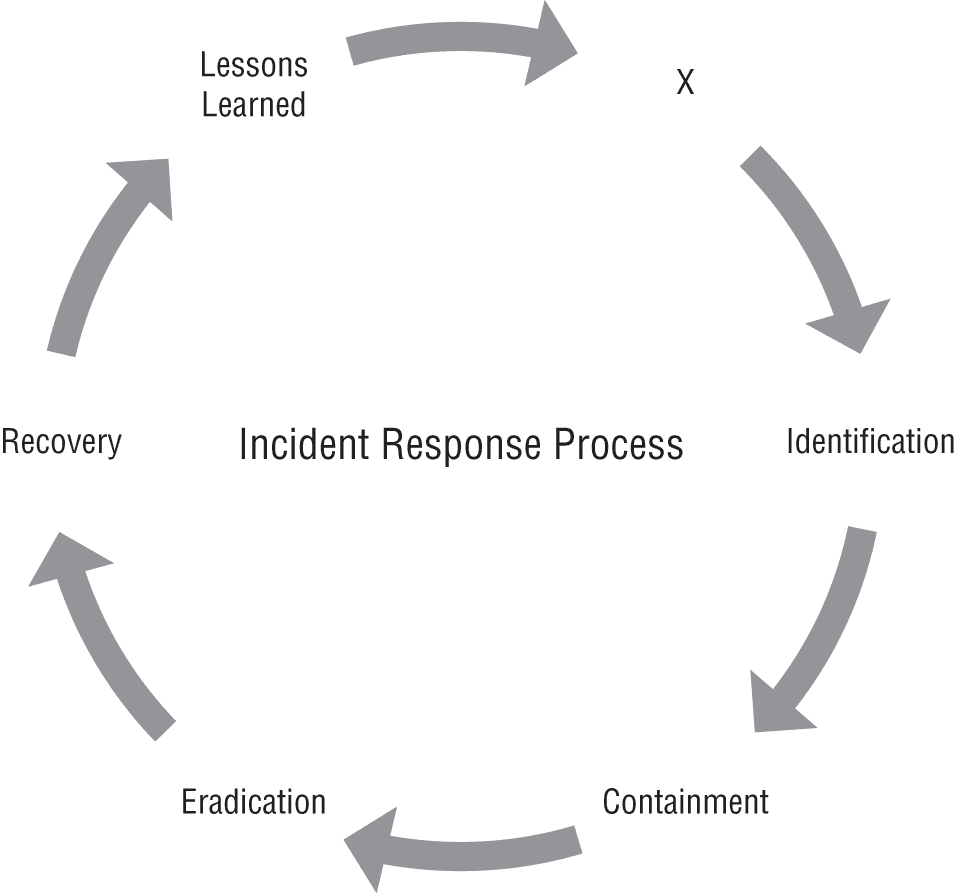 Lessons
Learned
X
Recovery
Incident Response Process
Identification
Eradication
Containment